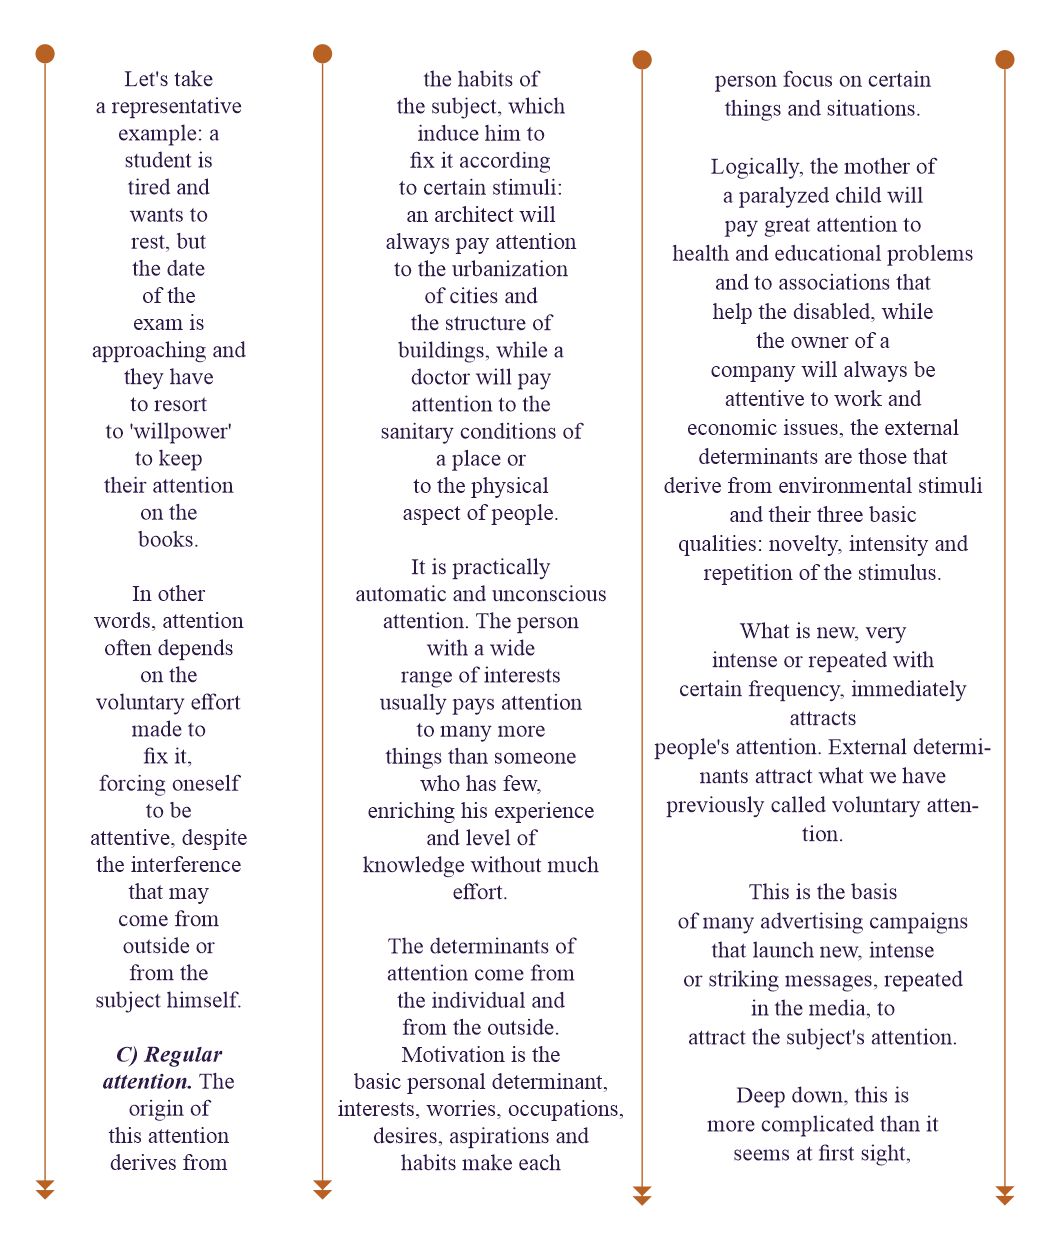 Let's take
a representative
example: a
student is
tired and
wants to
rest, but
the date
of the
exam is
approaching and
they have
to resort
to 'willpower'
to keep
their attention
on the
books.
In other
words, attention
often depends
on the
voluntary effort
made to
fix it,
forcing oneself
to be
attentive, despite
the interference
that may
come from
outside or
from the
subject himself.
C) Regular
attention. The
origin of
this attention
derives from
the habits of
the subject, which
induce him to
fix it according
to certain stimuli:
an architect will
always pay attention
to the urbanization
of cities and
the structure of
buildings, while a
doctor will pay
attention to the
sanitary conditions of
a place or
to the physical
aspect of people.
It is practically
automatic and unconscious
attention. The person
with a wide
range of interests
usually pays attention
to many more
things than someone
who has few,
enriching his experience
and level of
knowledge without much
effort.
The determinants of
attention come from
the individual and
from the outside.
Motivation is the
basic personal determinant,
interests, worries, occupations,
desires, aspirations and
habits make each
person focus on certain
things and situations.
Logically, the mother of
a paralyzed child will
pay great attention to
health and educational problems
and to associations that
help the disabled, while
the owner of a
company will always be
attentive to work and
economic issues, the external
determinants are those that
derive from environmental stimuli
and their three basic
qualities: novelty, intensity and
repetition of the stimulus.
What is new, very
intense or repeated with
certain frequency, immediately
attracts
people's attention. External determi-
nants attract what we have
previously called voluntary atten-
tion.
This is the basis
of many advertising campaigns
that launch new, intense
or striking messages, repeated
in the media, to
attract the subject's attention.
Deep down, this is
more complicated than it
seems at first sight,